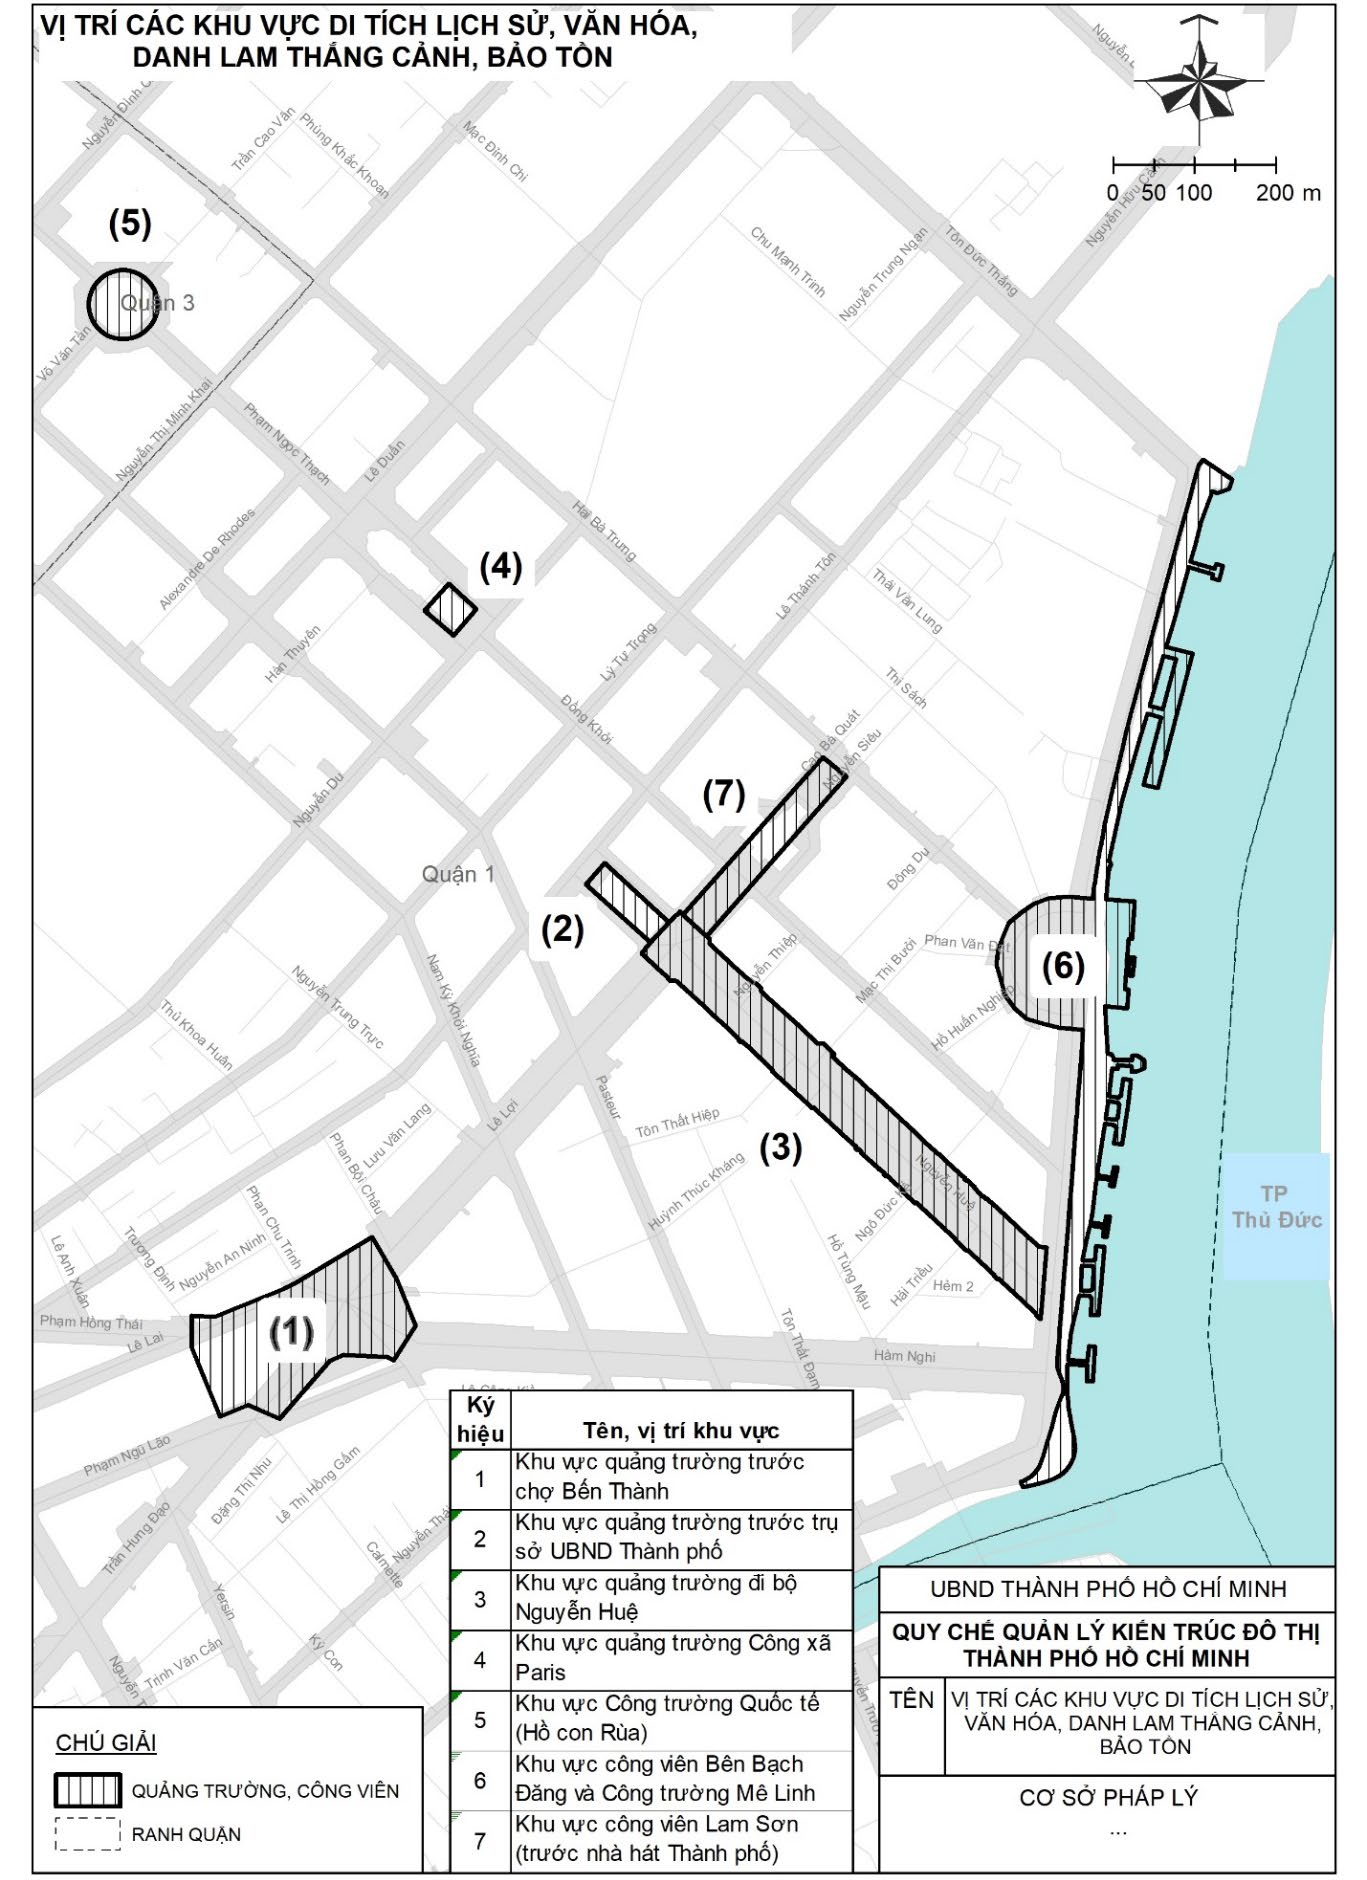 VỊ TRÍ CÁC KHU VỰC DI TÍCH LỊCH SỬ, VĂN HÓA,
DANH LAM THẮNG CẢNH, BẢO TỒN
0 50 100 200 m
Trần Cao Vân
Phùng Khắc Khoan
Mạc Đĩnh Chi
Nguyễn Hữu Cảnh
Tôn Đức Thắng
Chu Mạnh Trinh
Nguyễn Trung Ngạn
(5)
Quận 3
Võ Văn Tần
Nguyễn Thị Minh Khai
Phạm Ngọc Thạch
Lê Duẩn
Alexandre De Rhodes
Hàn Thuyên
Hai Bà Trưng
(4)
Lê Thánh Tôn
Thái Văn Lung
Lý Tự Trọng
Thi Sách
Đồng Khởi
Cao Bá Quát
Nguyễn Siêu
(7)
Nguyễn Du
Quận 1
(2)
Đông Du
Phan Văn Đạt
(6)
Nguyễn Thiệp
Mạc Thị Bưởi
Hồ Huấn Nghiệp
Nam Kỳ Khởi Nghĩa
Nguyễn Trung Trực
Thủ Khoa Huân
Pasteur
Lê Lợi
Tôn Thất Hiệp
(3)
Huỳnh Thúc Kháng
Nguyễn Huệ
Ngô Đức Kế
Lưu Văn Lang
Phan Bội Châu
Phan Chu Trinh
Nguyễn An Ninh
Trương Định
Lê Anh Xuân
Hồ Tùng Mậu
Hải Triều
Hẻm 2
TP
Thủ Đức
Phạm Hồng Thái
Lê Lai
(1)
Tôn Thất Đạm
Hàm Nghi
Phạm Ngũ Lão
Đặng Thị Nhu
Lê Thị Hồng Gấm
Calmette
Trần Hưng Đạo
Yersin
Ký Con
Trịnh Văn Cấn
Ký hiệu Tên, vị trí khu vực
1 Khu vực quảng trường trước
chợ Bến Thành
2 Khu vực quảng trường trước trụ
sở UBND Thành phố
3 Khu vực quảng trường đi bộ
Nguyễn Huệ
4 Khu vực quảng trường Công xã
Paris
5 Khu vực Công trường Quốc tế
(Hồ con Rùa)
6 Khu vực công viên Bên Bạch
Đăng và Công trường Mê Linh
7 Khu vực công viên Lam Sơn
(trước nhà hát Thành phố)
CHÚ GIẢI
QUẢNG TRƯỜNG, CÔNG VIÊN
RANH QUẬN
UBND THÀNH PHỐ HỒ CHÍ MINH
QUY CHẾ QUẢN LÝ KIẾN TRÚC ĐÔ THỊ
THÀNH PHỐ HỒ CHÍ MINH
TÊN VỊ TRÍ CÁC KHU VỰC DI TÍCH LỊCH SỬ,
VĂN HÓA, DANH LAM THẮNG CẢNH,
BẢO TỒN
CƠ SỞ PHÁP LÝ
...